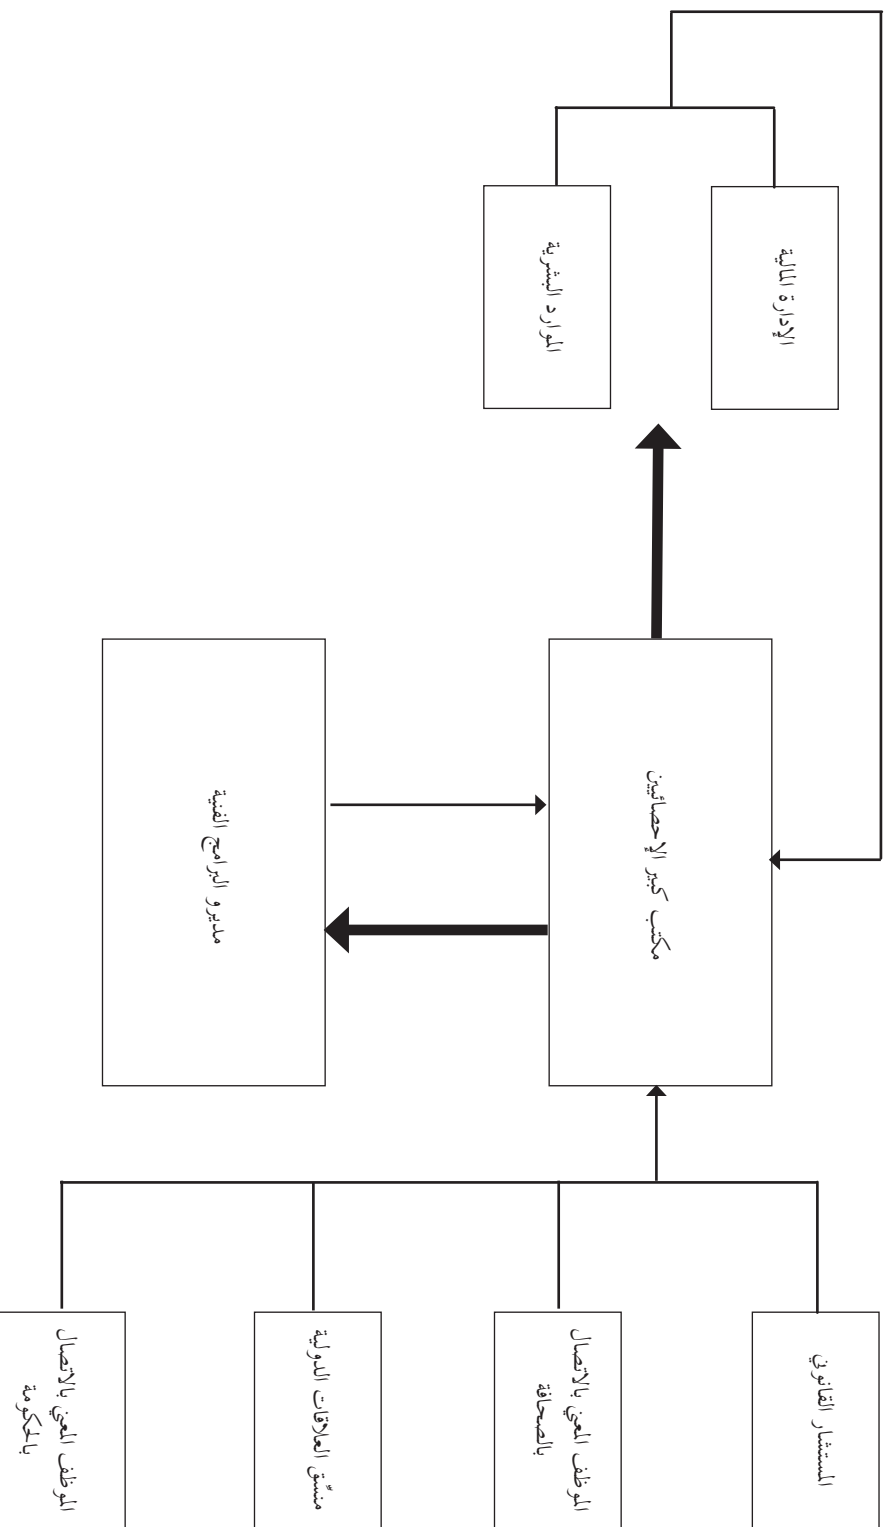 الإدارة المالية
الموارد البشرية
مكتب كبير الإحصائيين
مديرو البرامج الفنية
المستشار القانوني
الموظف المعني بالاتصال
بالصحافة
منسّق العلاقات الدولية
الموظف المعني بالاتصال
بالحكومة